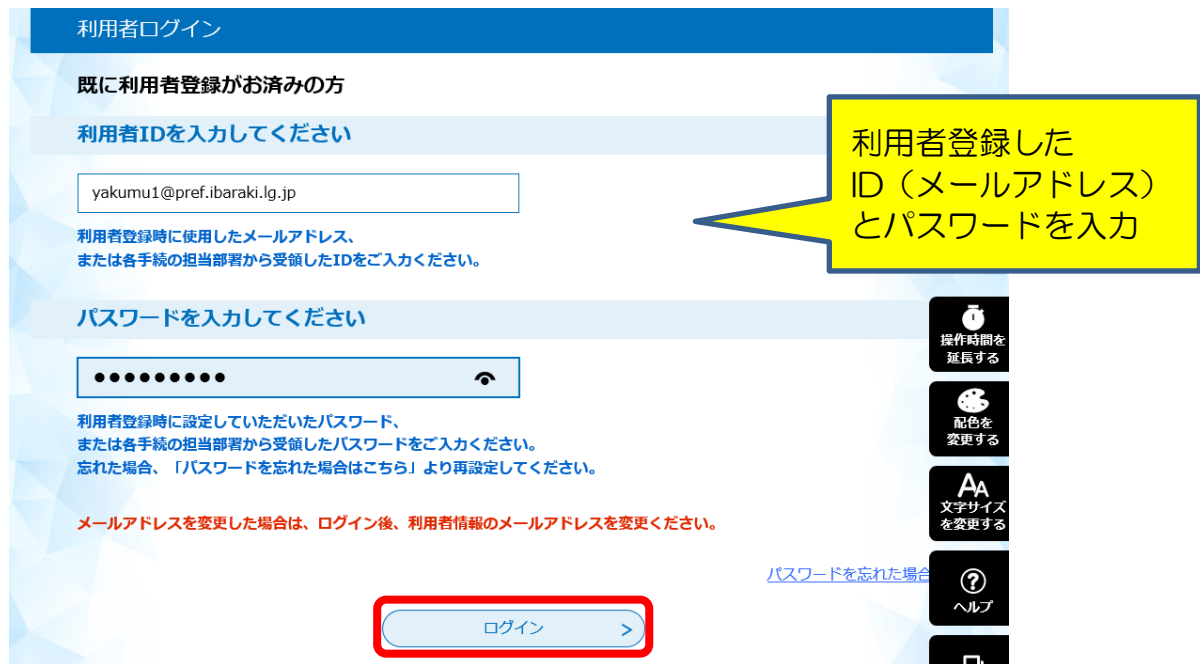 利用者ログイン
既に利用者登録がお済みの方
利用者IDを入力してください
利用者登録した
ID（メールアドレス）
とパスワードを入力
yakumu1@pref.ibaraki.lg.jp
利用者登録時に使用したメールアドレス、
または各手続の担当部署から受領したIDをご入力ください。
パスワードを入力してください
操作時間を
延長する
●●●●●●●●●
配色を
変更する
利用者登録時に設定していただいたパスワード、
または各手続の担当部署から受領したパスワードをご入力ください。
忘れた場合、「パスワードを忘れた場合はこちら」より再設定してください。
AA
文字サイズ
を変更する
メールアドレスを変更した場合は、ログイン後、利用者情報のメールアドレスを変更ください。
パスワードを忘れた場合
?
ヘルプ
ログイン >